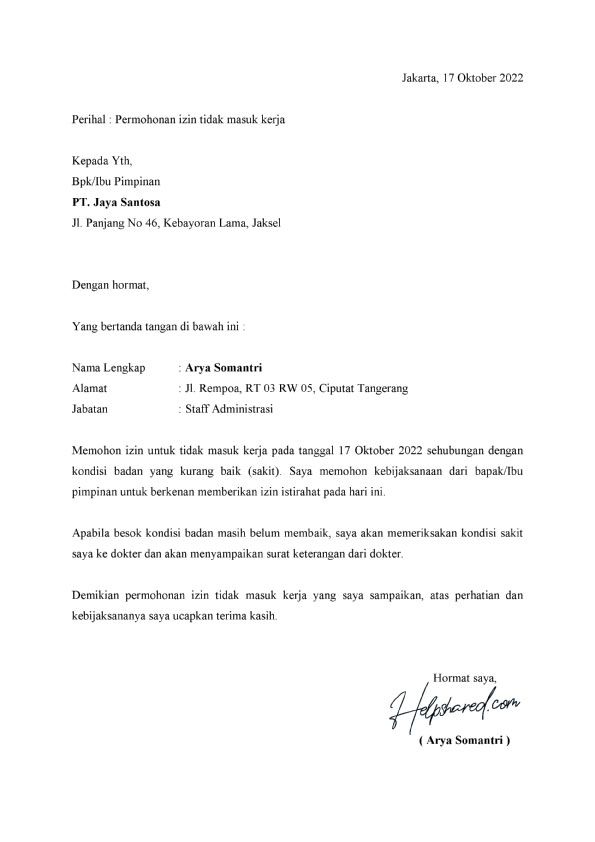 Jakarta, 17 Oktober 2022
Perihal : Permohonan izin tidak masuk kerja
Kepada Yth,
Bpk/Ibu Pimpinan
PT. Jaya Santosa
Jl. Panjang No 46, Kebayoran Lama, Jaksel
Dengan hormat,
Yang bertanda tangan di bawah ini :
Nama Lengkap : Arya Somantri
Alamat : Jl. Rempoa, RT 03 RW 05, Ciputat Tangerang
Jabatan : Staff Administrasi
Memohon izin untuk tidak masuk kerja pada tanggal 17 Oktober 2022 sehubungan dengan
kondisi badan yang kurang baik (sakit). Saya memohon kebijaksanaan dari bapak/Ibu
pimpinan untuk berkenan memberikan izin istirahat pada hari ini.
Apabila besok kondisi badan masih belum membaik, saya akan memeriksakan kondisi sakit
saya ke dokter dan akan menyampaikan surat keterangan dari dokter.
Demikian permohonan izin tidak masuk kerja yang saya sampaikan, atas perhatian dan
kebijaksananya saya ucapkan terima kasih.
Hormat saya,
Helpshared.com
( Arya Somantri )